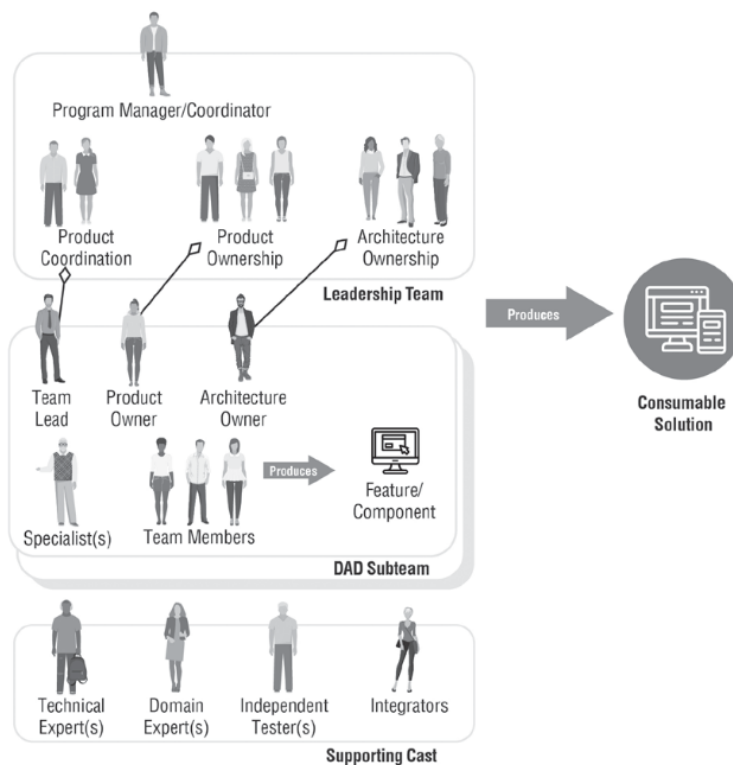 Program Manager/Coordinator
Product
Coordination
Product
Ownership
Architecture
Ownership
Leadership Team
Produces
Consumable
Solution
Team
Lead
Product
Owner
Architecture
Owner
Specialist(s)
Team Members
Produces
Feature/
Component
DAD Subteam
Technical
Expert(s)
Domain
Expert(s)
Independent
Tester(s)
Integrators
Supporting Cast